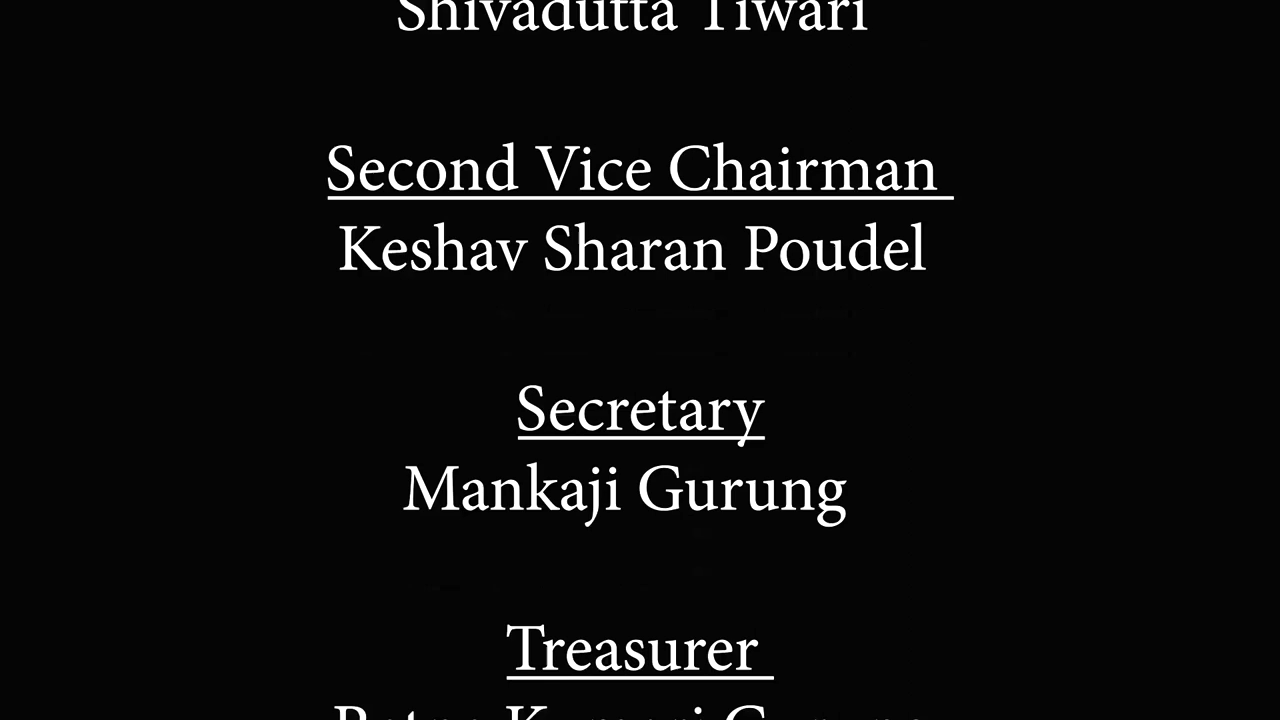 Shivadutta Tiwari
Second Vice Chairman
Keshav Sharan Poudel
Secretary
Mankaji Gurung
Treasurer